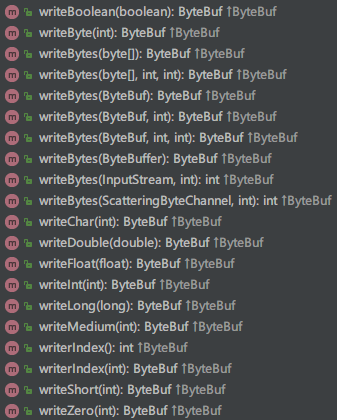 writeBoolean(boolean): ByteBuf ↑ByteBuf
writeByte(int): ByteBuf ↑ByteBuf
writeBytes(byte[]): ByteBuf ↑ByteBuf
writeBytes(byte[], int, int): ByteBuf ↑ByteBuf
writeBytes(ByteBuf): ByteBuf ↑ByteBuf
writeBytes(ByteBuf, int): ByteBuf ↑ByteBuf
writeBytes(ByteBuf, int, int): ByteBuf ↑ByteBuf
writeBytes(ByteBuffer): ByteBuf ↑ByteBuf
writeBytes(InputStream, int): int ↑ByteBuf
writeBytes(ScatteringByteChannel, int): int ↑ByteBuf
writeChar(int): ByteBuf ↑ByteBuf
writeDouble(double): ByteBuf ↑ByteBuf
writeFloat(float): ByteBuf ↑ByteBuf
writeInt(int): ByteBuf ↑ByteBuf
writeLong(long): ByteBuf ↑ByteBuf
writeMedium(int): ByteBuf ↑ByteBuf
writerIndex(): int ↑ByteBuf
writerIndex(int): ByteBuf ↑ByteBuf
writeShort(int): ByteBuf ↑ByteBuf
writeZero(int): ByteBuf ↑ByteBuf